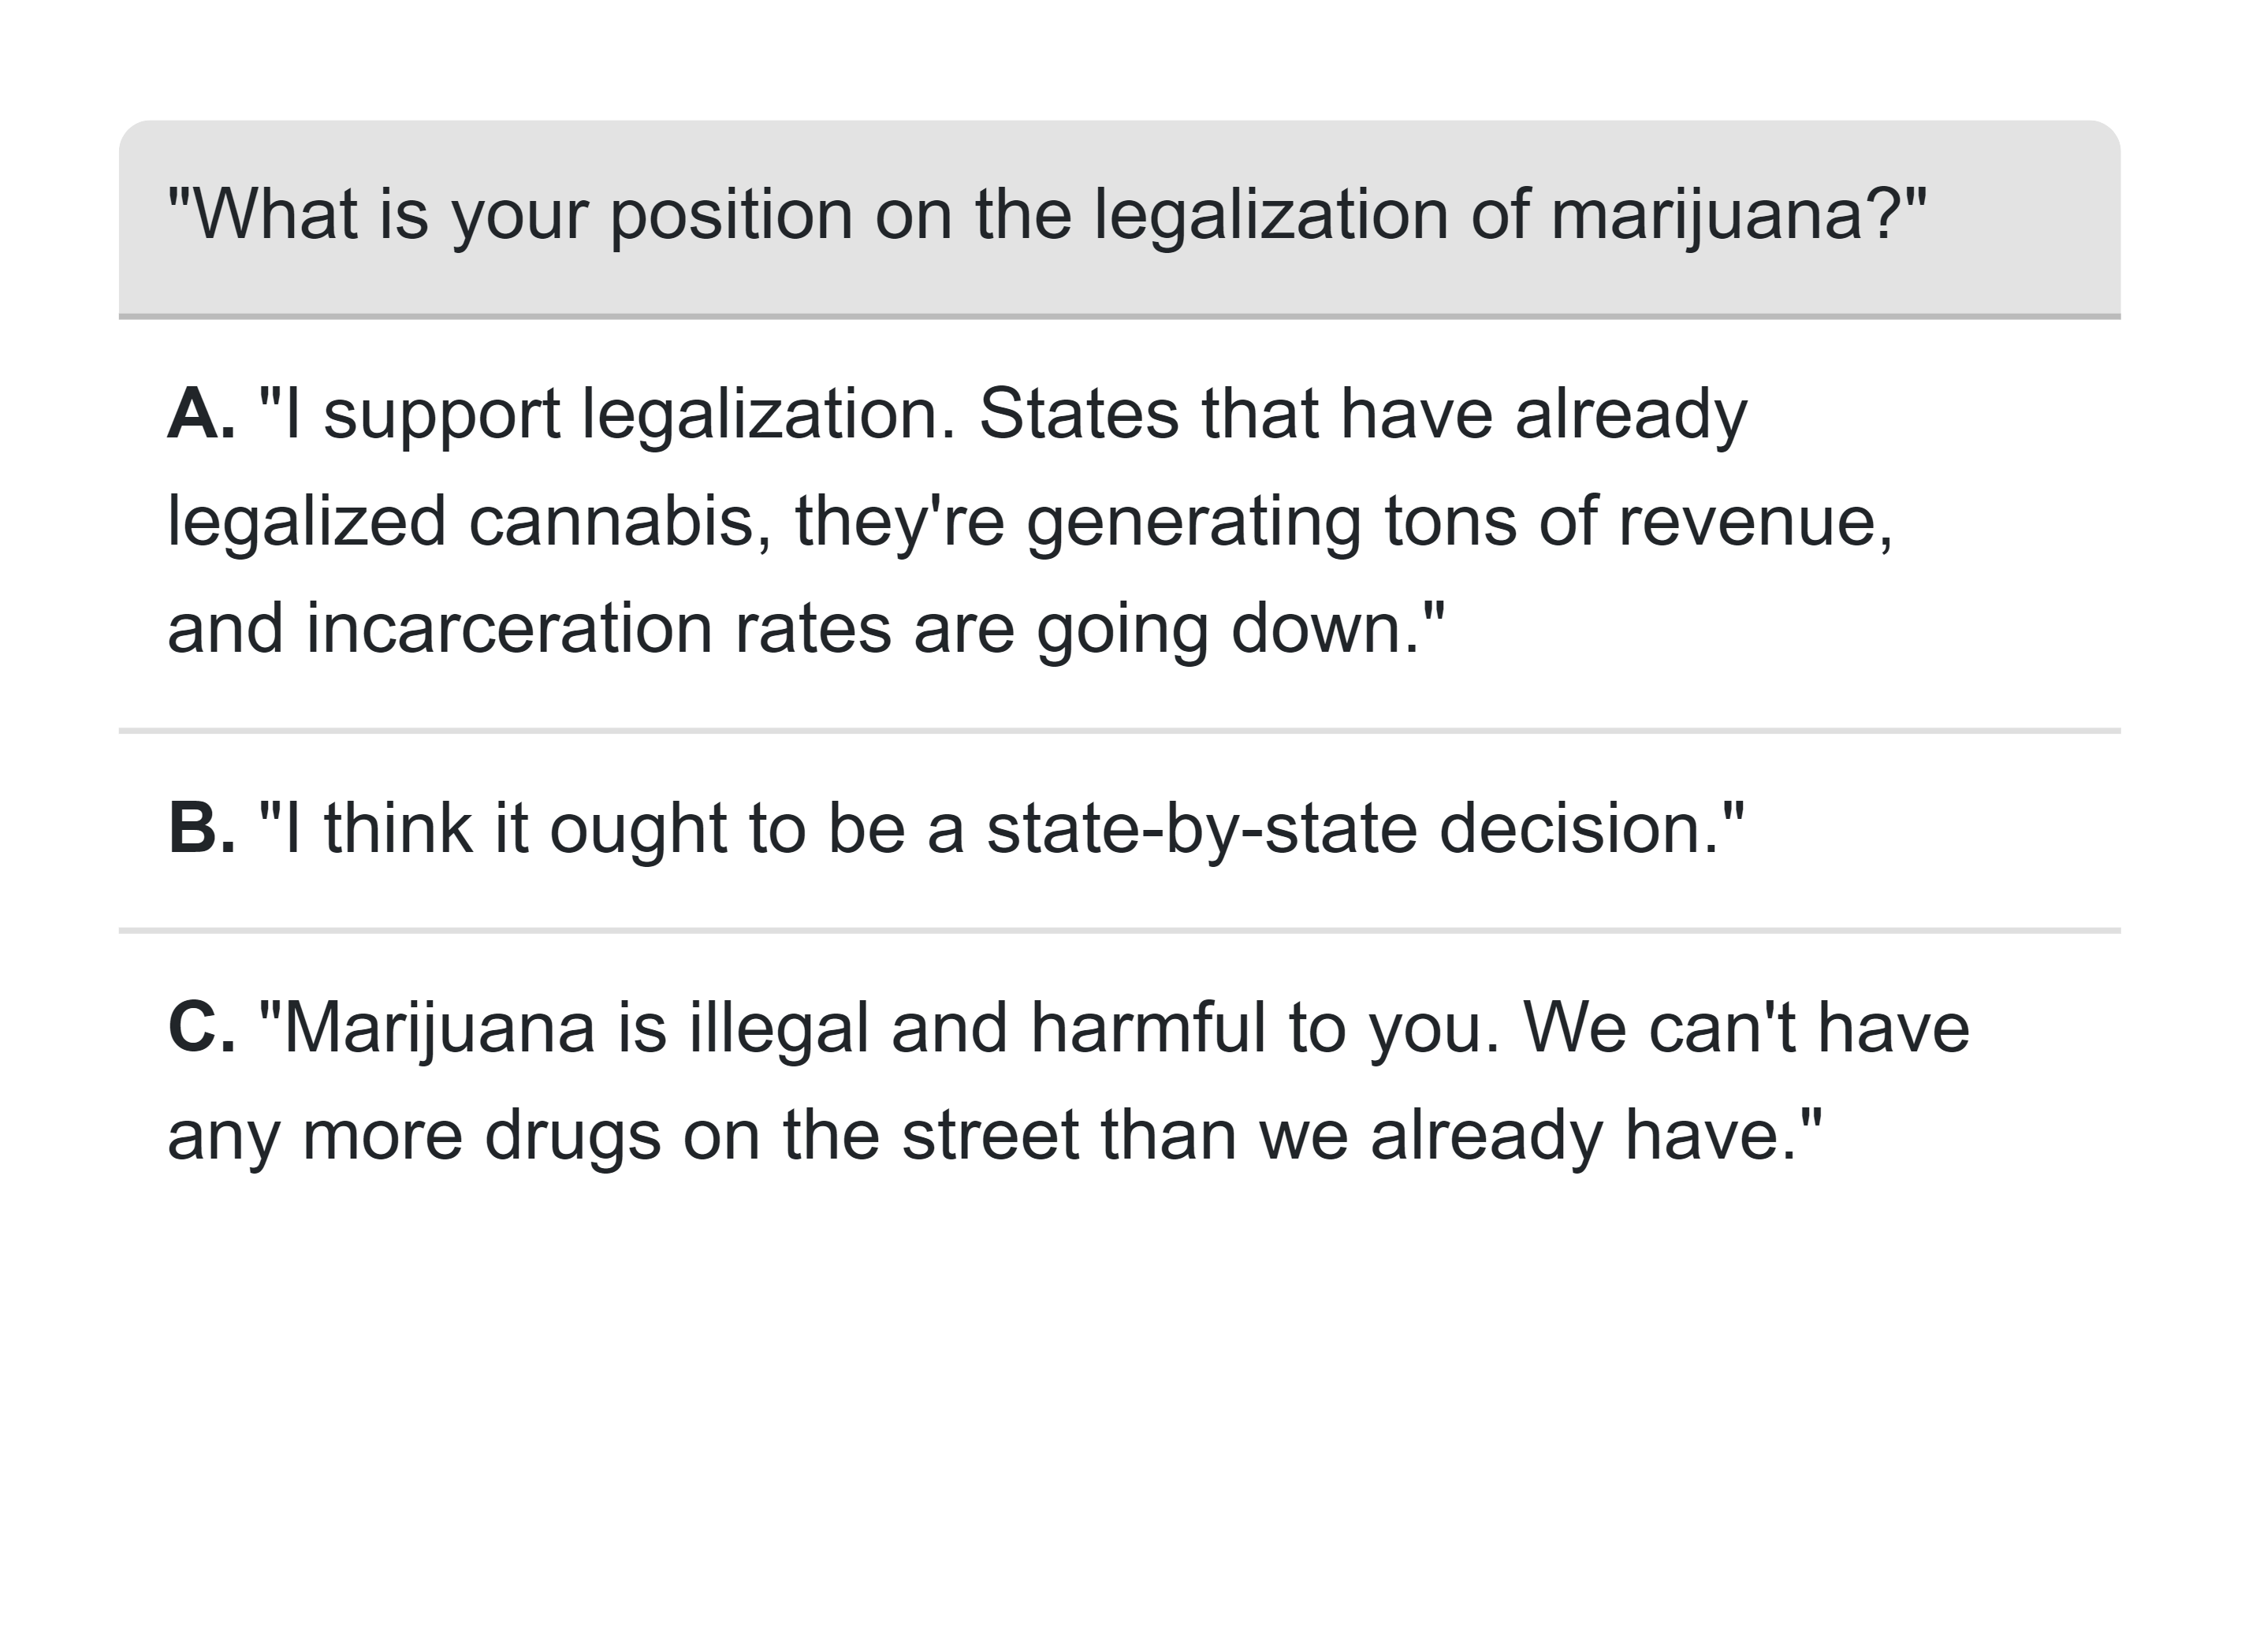 "What is your position on the legalization of marijuana?"
A. "I support legalization. States that have already
legalized cannabis, they're generating tons of revenue,
and incarceration rates are going down."
B. "I think it ought to be a state-by-state decision."
C. "Marijuana is illegal and harmful to you. We can't have
any more drugs on the street than we already have."